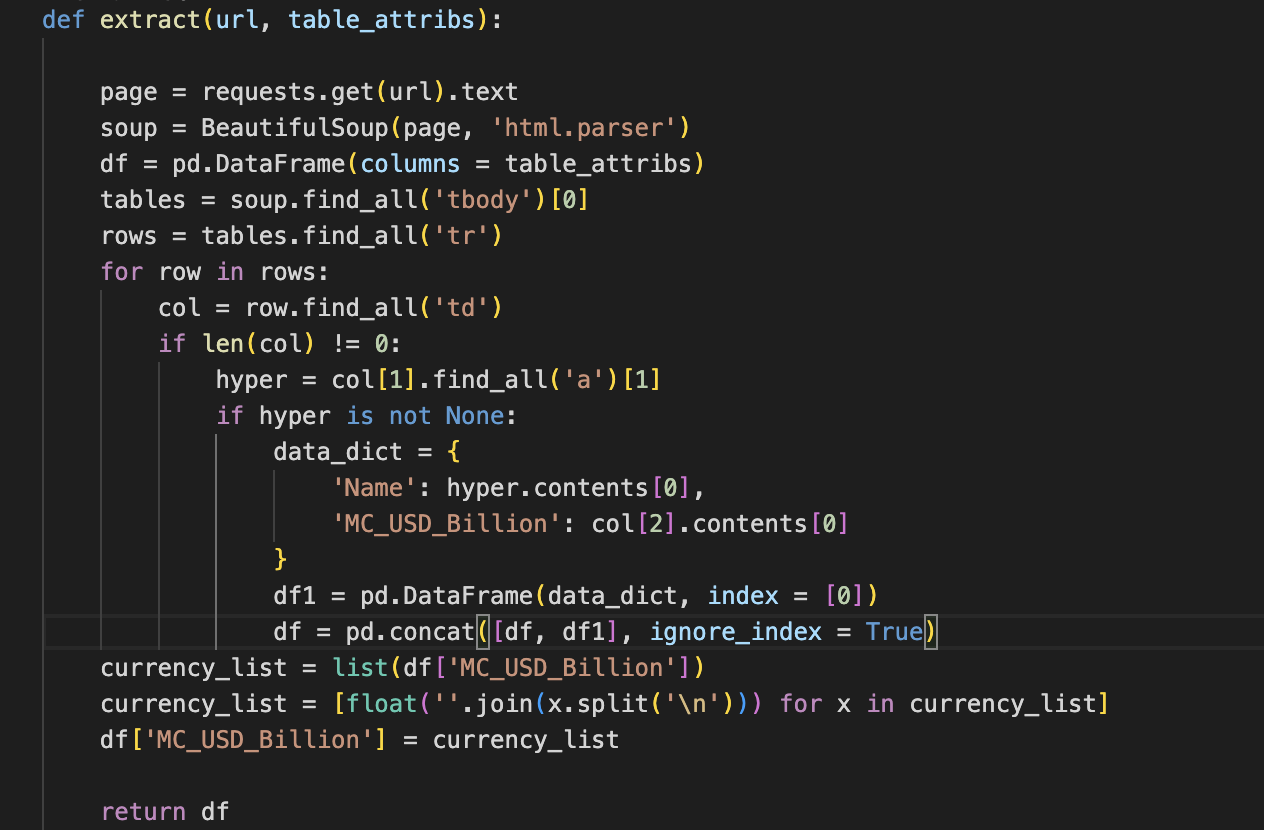 def extract(url, table_attribs):
page = requests.get(url).text
soup = BeautifulSoup(page, 'html.parser')
df = pd.DataFrame(columns = table_attribs)
tables = soup.find_all('tbody')[0]
rows = tables.find_all('tr')
for row in rows:
col = row.find_all('td')
if len(col) != 0:
hyper = col[1].find_all('a')[1]
if hyper is not None:
data_dict = {
'Name': hyper.contents[0],
'MC_USD_Billion': col[2].contents[0]
}
df1 = pd.DataFrame(data_dict, index = [0])
df = pd.concat([df, df1], ignore_index = True)
currency_list = list(df['MC_USD_Billion'])
currency_list = [float(''.join(x.split('\n'))) for x in currency_list]
df['MC_USD_Billion'] = currency_list
return df